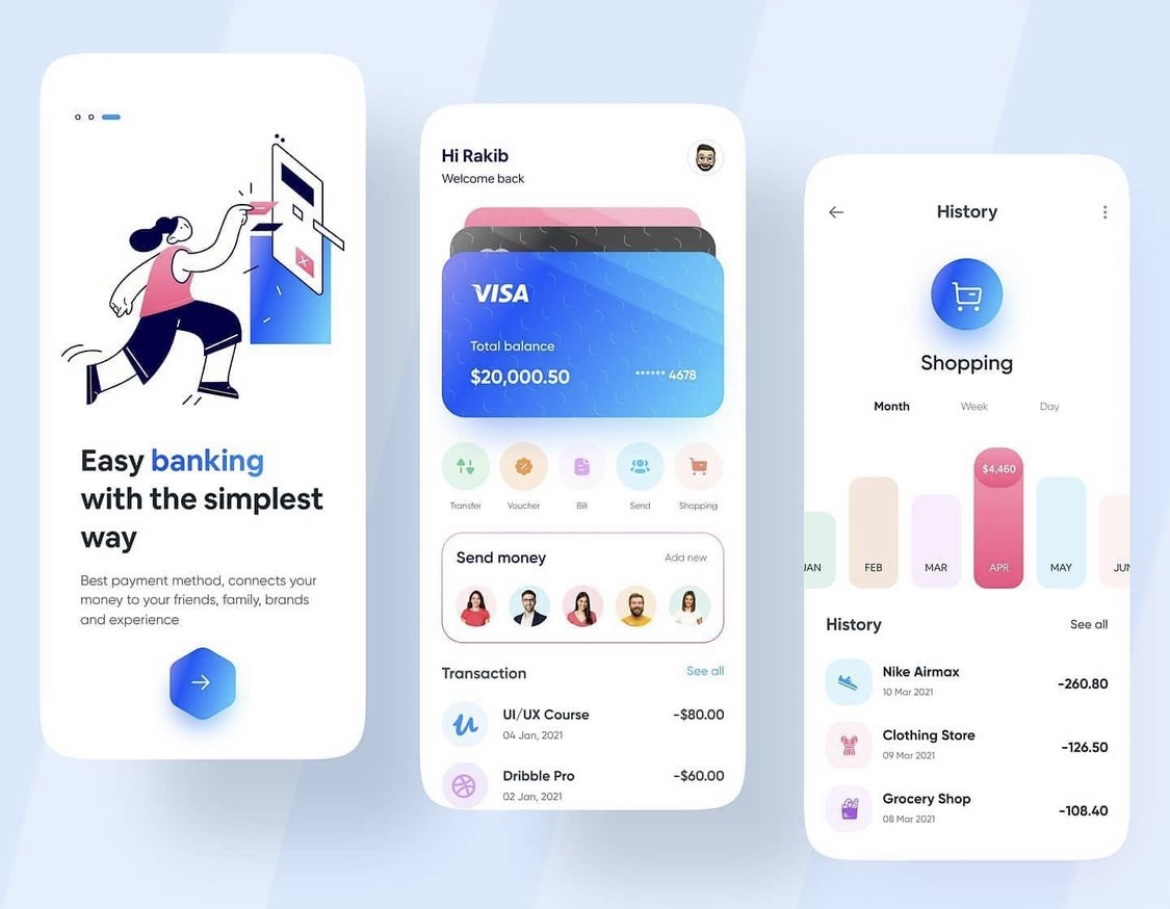 Easy banking
with the simplest
way
Best payment method, connects your
money to your friends, family, brands
and experience
Hi Rakib
Welcome back
VISA
Total balance
$20,000.50
•••••• 4678
Transfer
Voucher
Bill
Send
Shopping
Send money
Add new
Transaction
See all
UI/UX Course
-$80.00
04 Jan, 2021
Dribble Pro
-$60.00
02 Jan, 2021
History
Shopping
Month
Week
Day
$4,460
JAN
FEB
MAR
APR
MAY
JUN
History
See all
Nike Airmax
-260.80
10 Mar 2021
Clothing Store
-126.50
09 Mar 2021
Grocery Shop
-108.40
08 Mar 2021